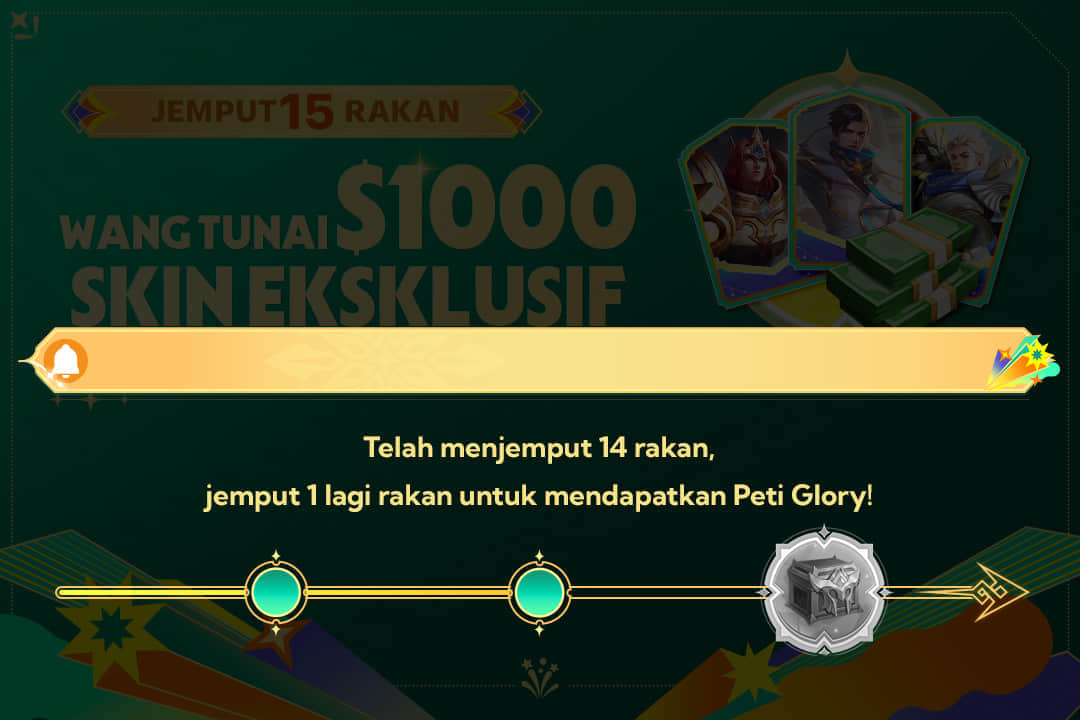 JEMPUT 15 RAKAN
WANG TUNAI $1000
SKIN EKSKLUSIF
Telah menjemput 14 rakan,
jemput 1 lagi rakan untuk mendapatkan Peti Glory!